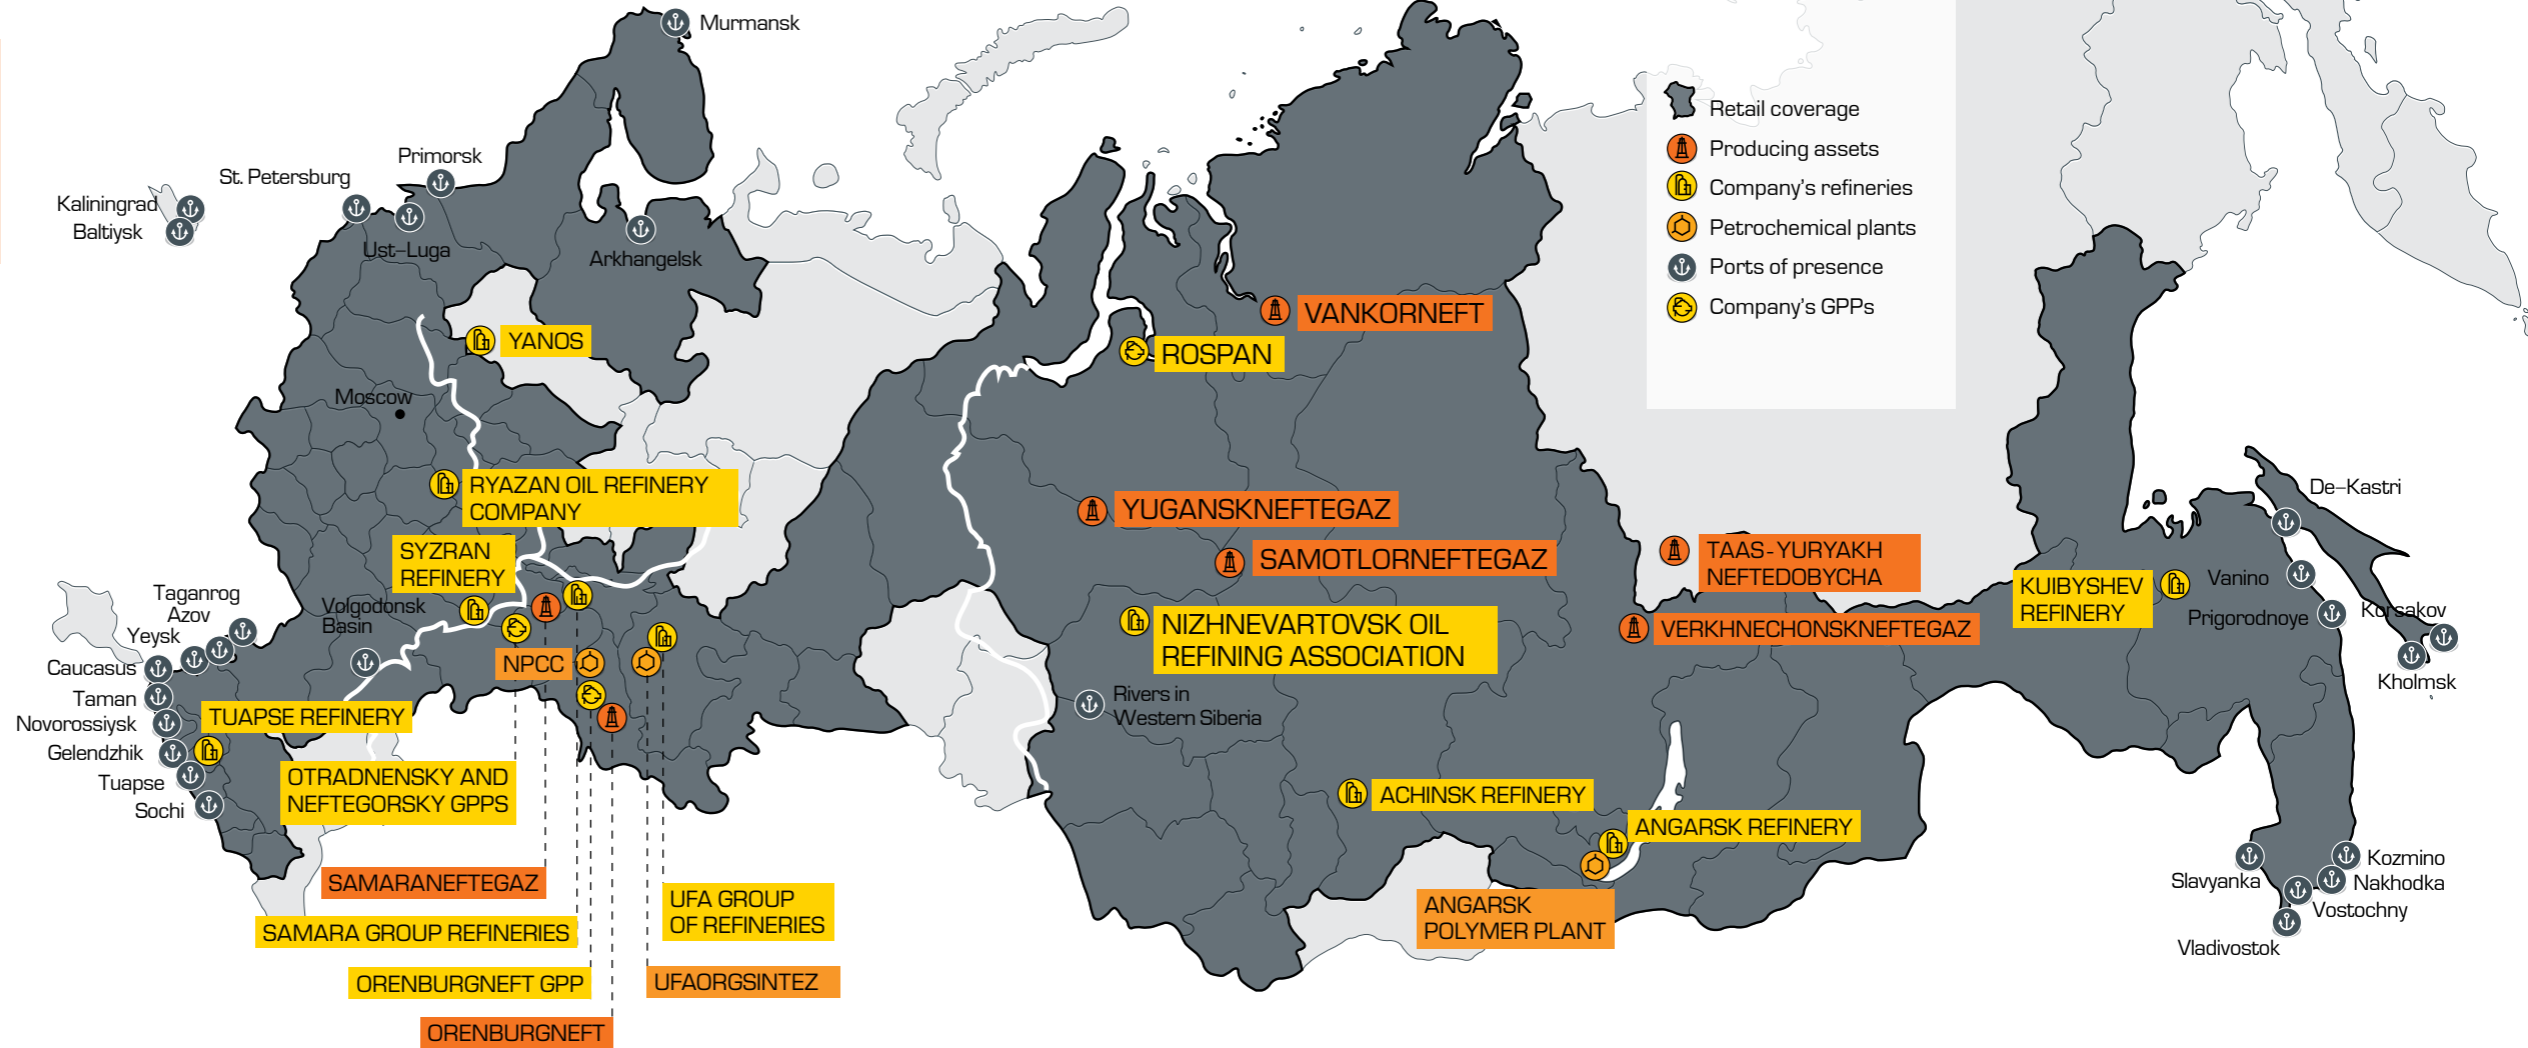 Murmansk
Primorsk
St. Petersburg
Kaliningrad
Baltiysk
Ust-Luga
Arkhangelsk
YANOS
Moscow
RYAZAN OIL REFINERY
COMPANY
SYZRAN
REFINERY
Taganrog
Azov
Yeysk
Caucasus
Taman
Novorossiysk
Gelendzhik
Tuapse
Sochi
Volgodonsk
Basin
NPCC
TUAPSE REFINERY
OTRADNENSKY AND
NEFTEGORSKY GPPS
SAMARANEFTEGAZ
SAMARA GROUP REFINERIES
ORENBURGNEFT GPP
ORENBURGNEFT
UFA GROUP
OF REFINERIES
UFAORGSINTEZ
VANKORNEFT
ROSPAN
YUGANSKNEFTEGAZ
SAMOTLORNEFTEGAZ
NIZHNEVARTOVSK OIL
REFINING ASSOCIATION
Rivers in
Western Siberia
ACHINSK REFINERY
ANGARSK REFINERY
ANGARSK
POLYMER PLANT
TAAS-YURYAKH
NEFTEDOBYCHA
VERKHNECHONSKNEFTEGAZ
Retail coverage
Producing assets
Company's refineries
Petrochemical plants
Ports of presence
Company's GPPs
KUIBYSHEV
REFINERY
De-Kastri
Vanino
Prigorodnoye
Korsakov
Kholmsk
Kozmino
Slavyanka
Nakhodka
Vostochny
Vladivostok